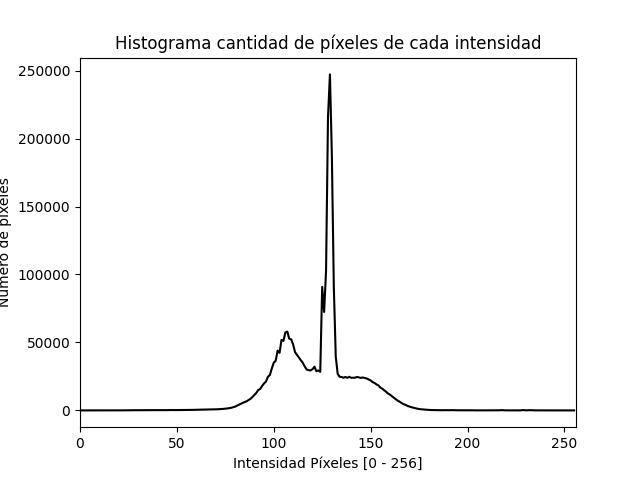 Histograma cantidad de píxeles de cada intensidad
250000
200000
150000
100000
50000
0
Número de píxeles
0 50 100 150 200 250
Intensidad Píxeles [0 - 256]